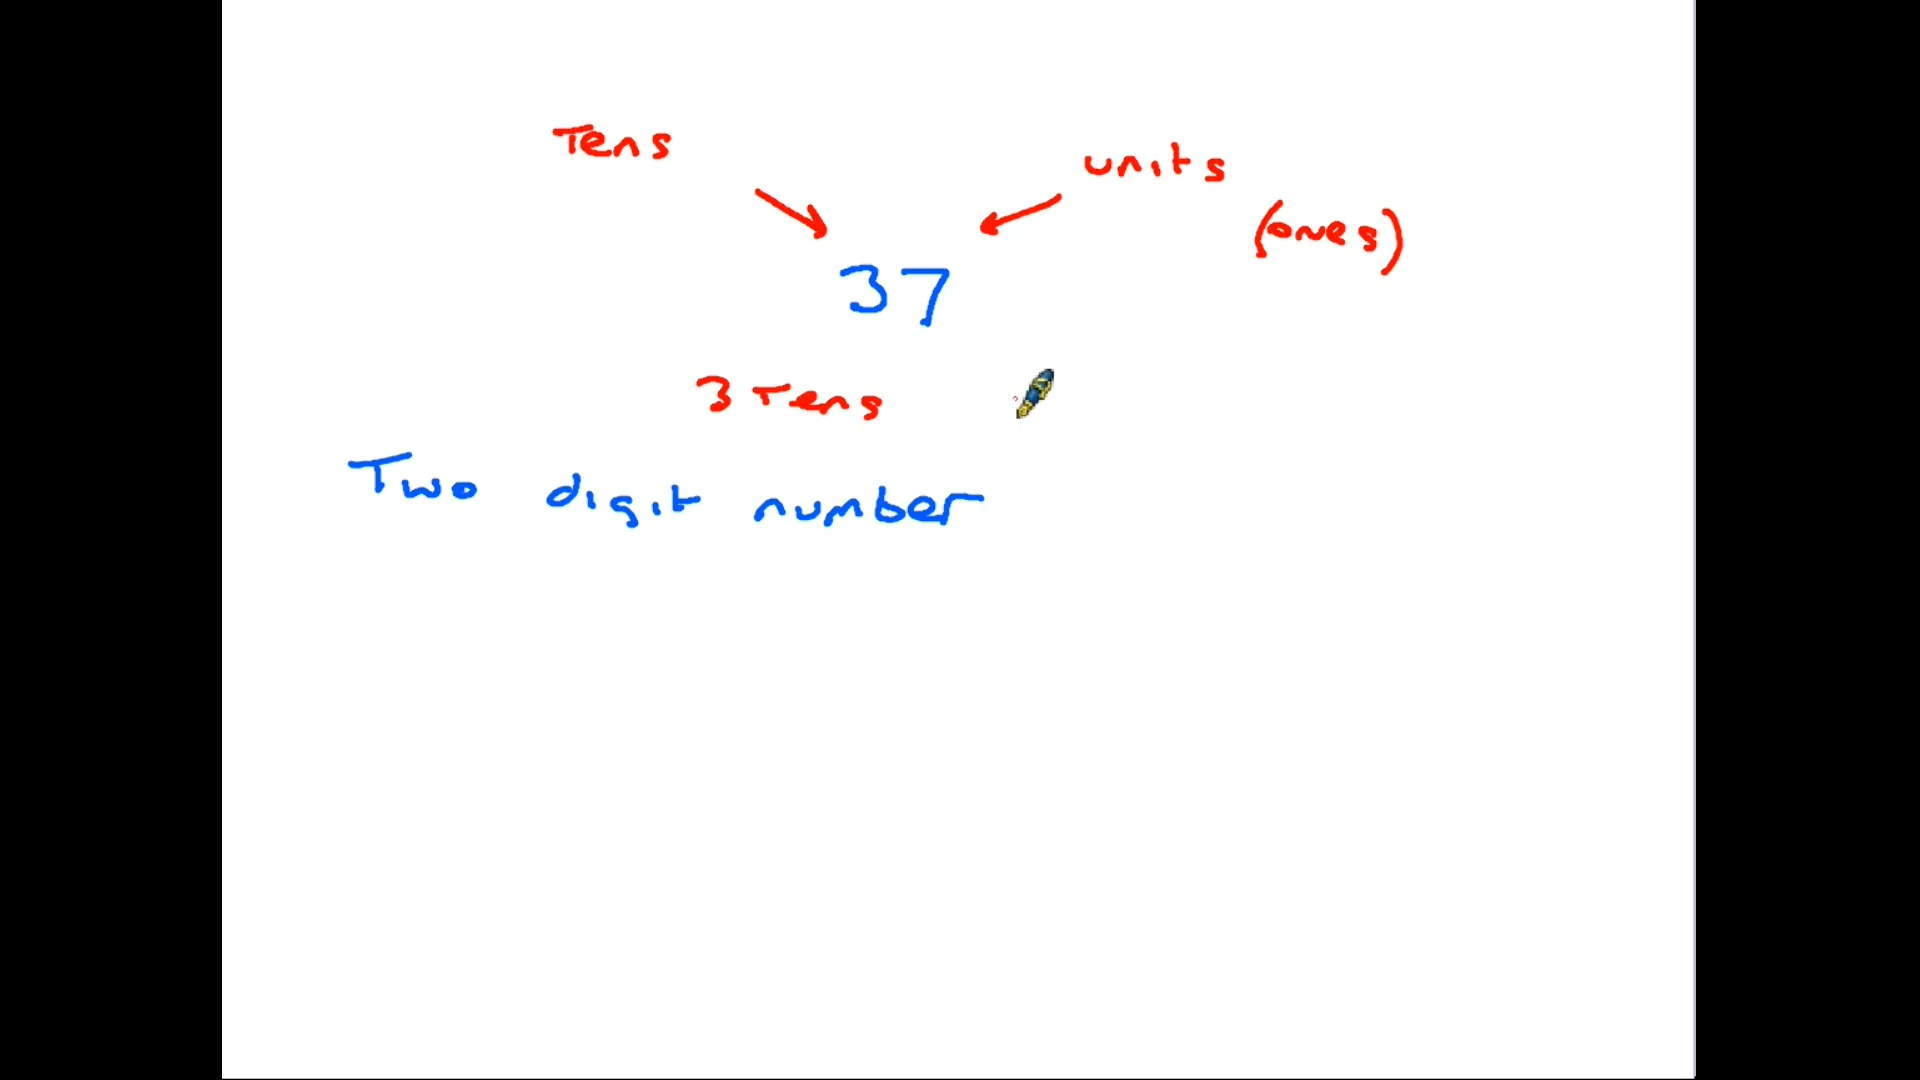 Tens
units
(ones)
37
3 Tens
Two digit number